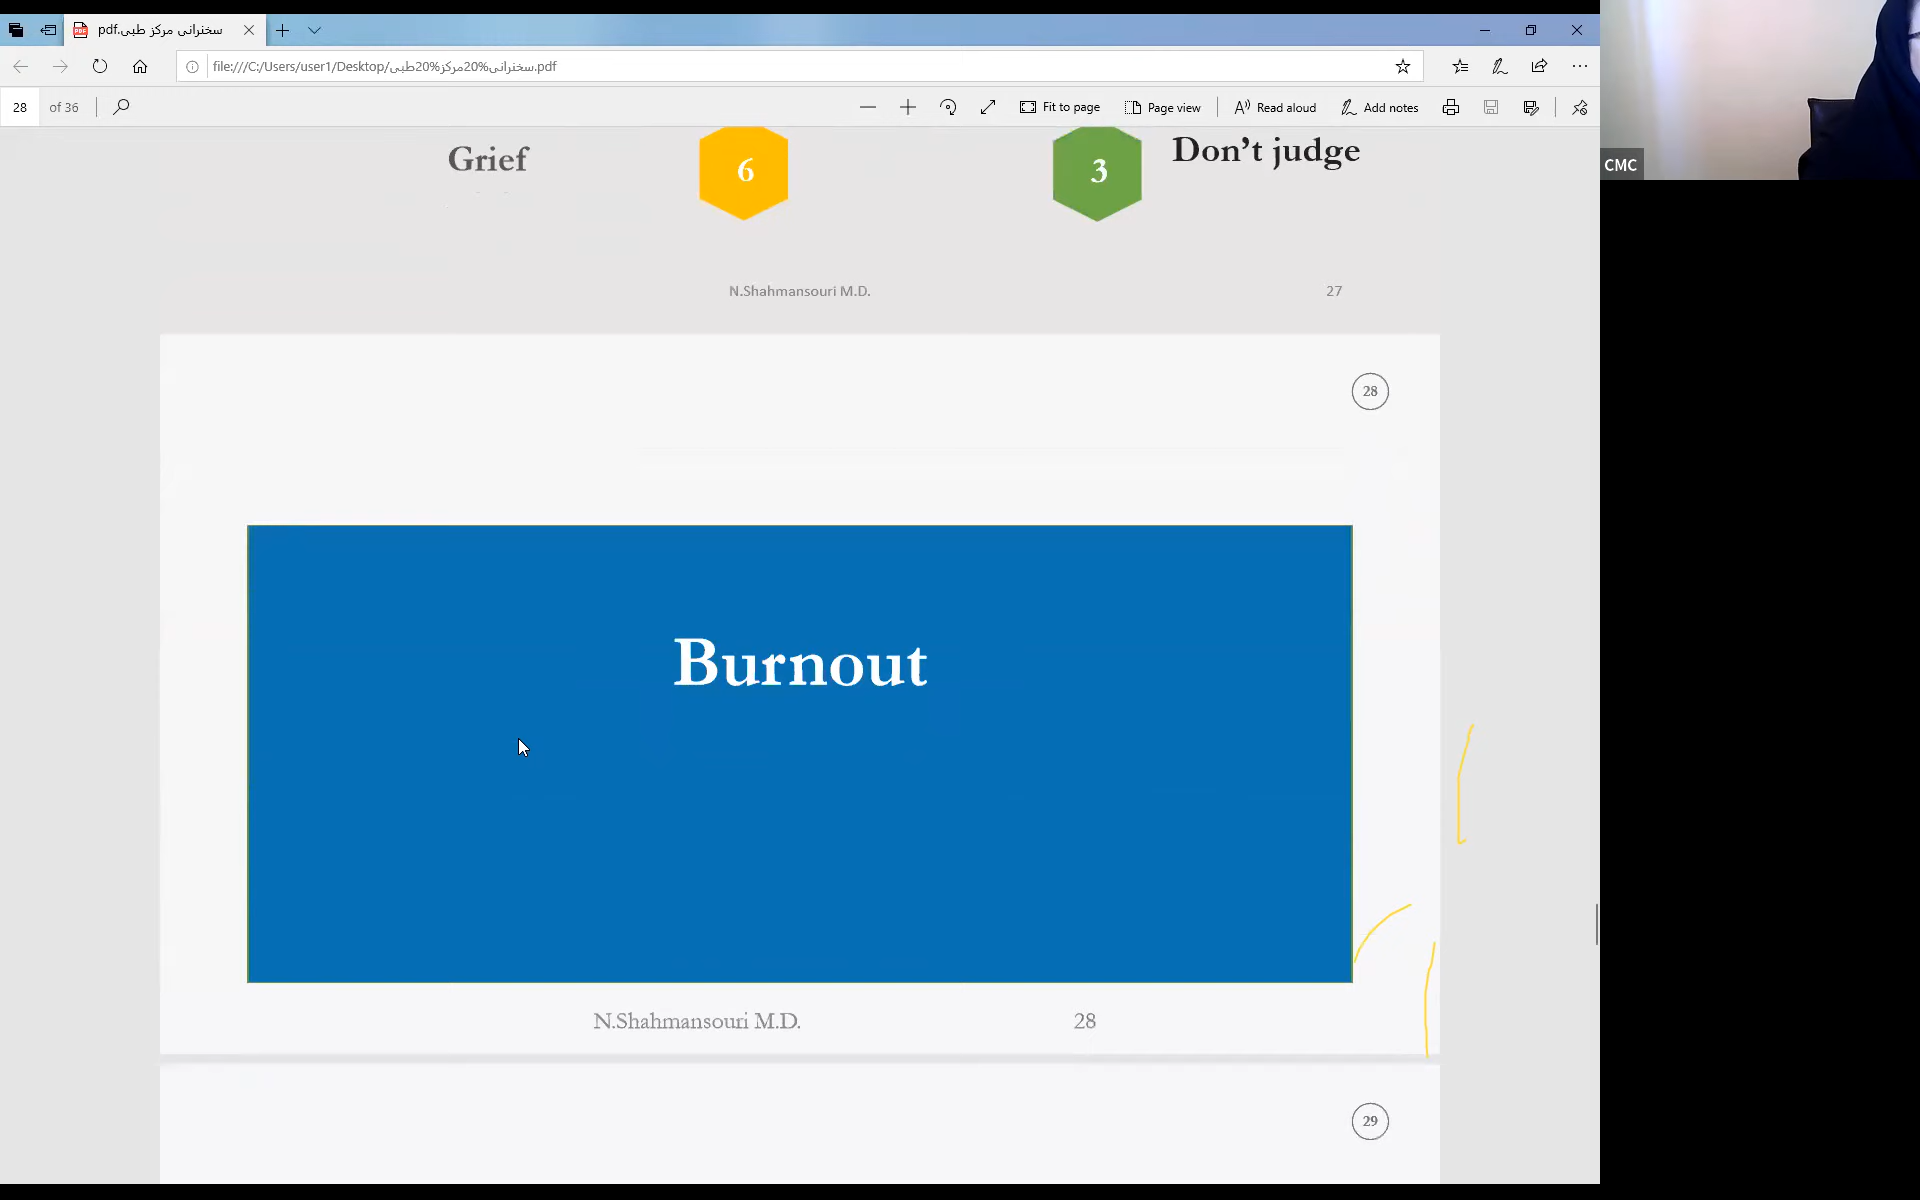 سخنرانی مرکز طبی.pdf
file:///C:/Users/user1/Desktop/سخنرانی%20مرکز%20طبی.pdf
28 of 36
Fit to page
Page view
Read aloud
Add notes
CMC
Grief
6
3
Don’t judge
N.Shahmansouri M.D.
27
28
Burnout
N.Shahmansouri M.D.
28
29